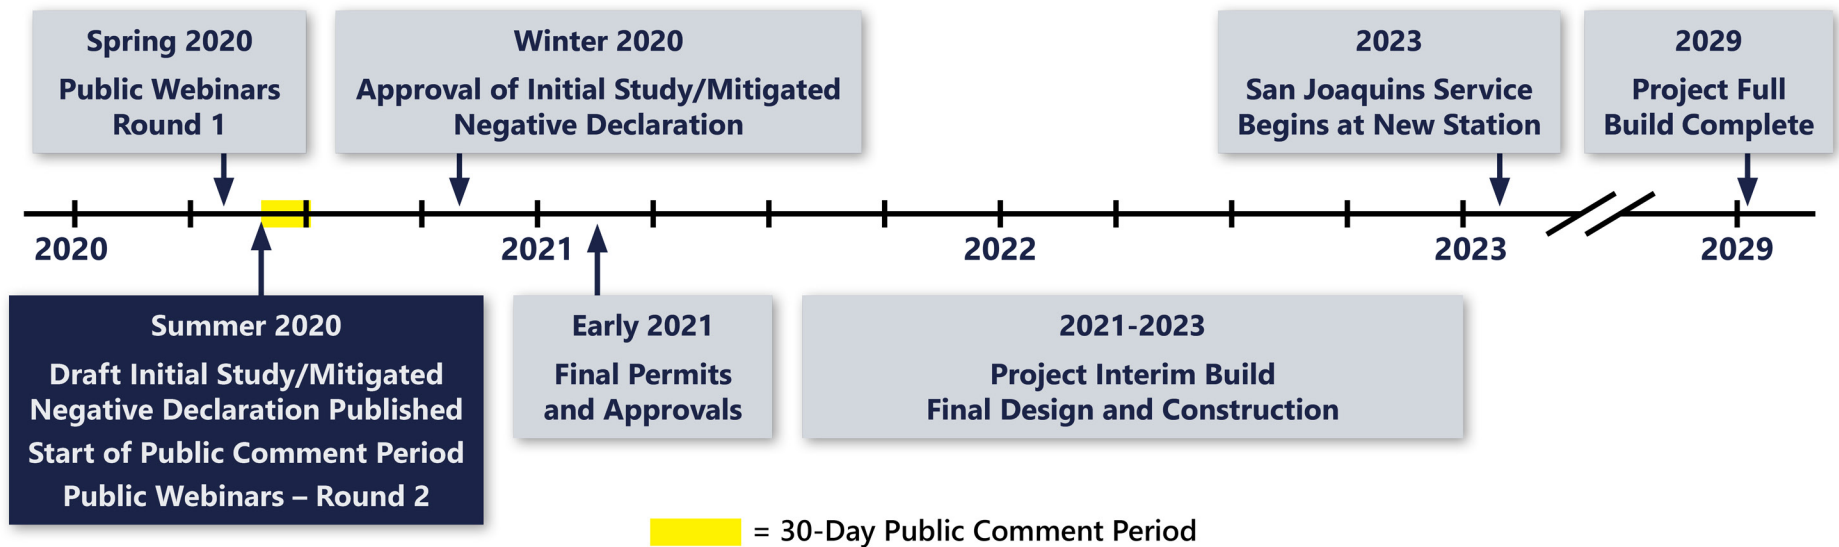 Spring 2020
Public Webinars
Round 1
Winter 2020
Approval of Initial Study/Mitigated
Negative Declaration
2023
San Joaquins Service
Begins at New Station
2029
Project Full
Build Complete
2020
2021
2022
2023
2029
Summer 2020
Draft Initial Study/Mitigated
Negative Declaration Published
Start of Public Comment Period
Public Webinars – Round 2
Early 2021
Final Permits
and Approvals
2021-2023
Project Interim Build
Final Design and Construction
= 30-Day Public Comment Period